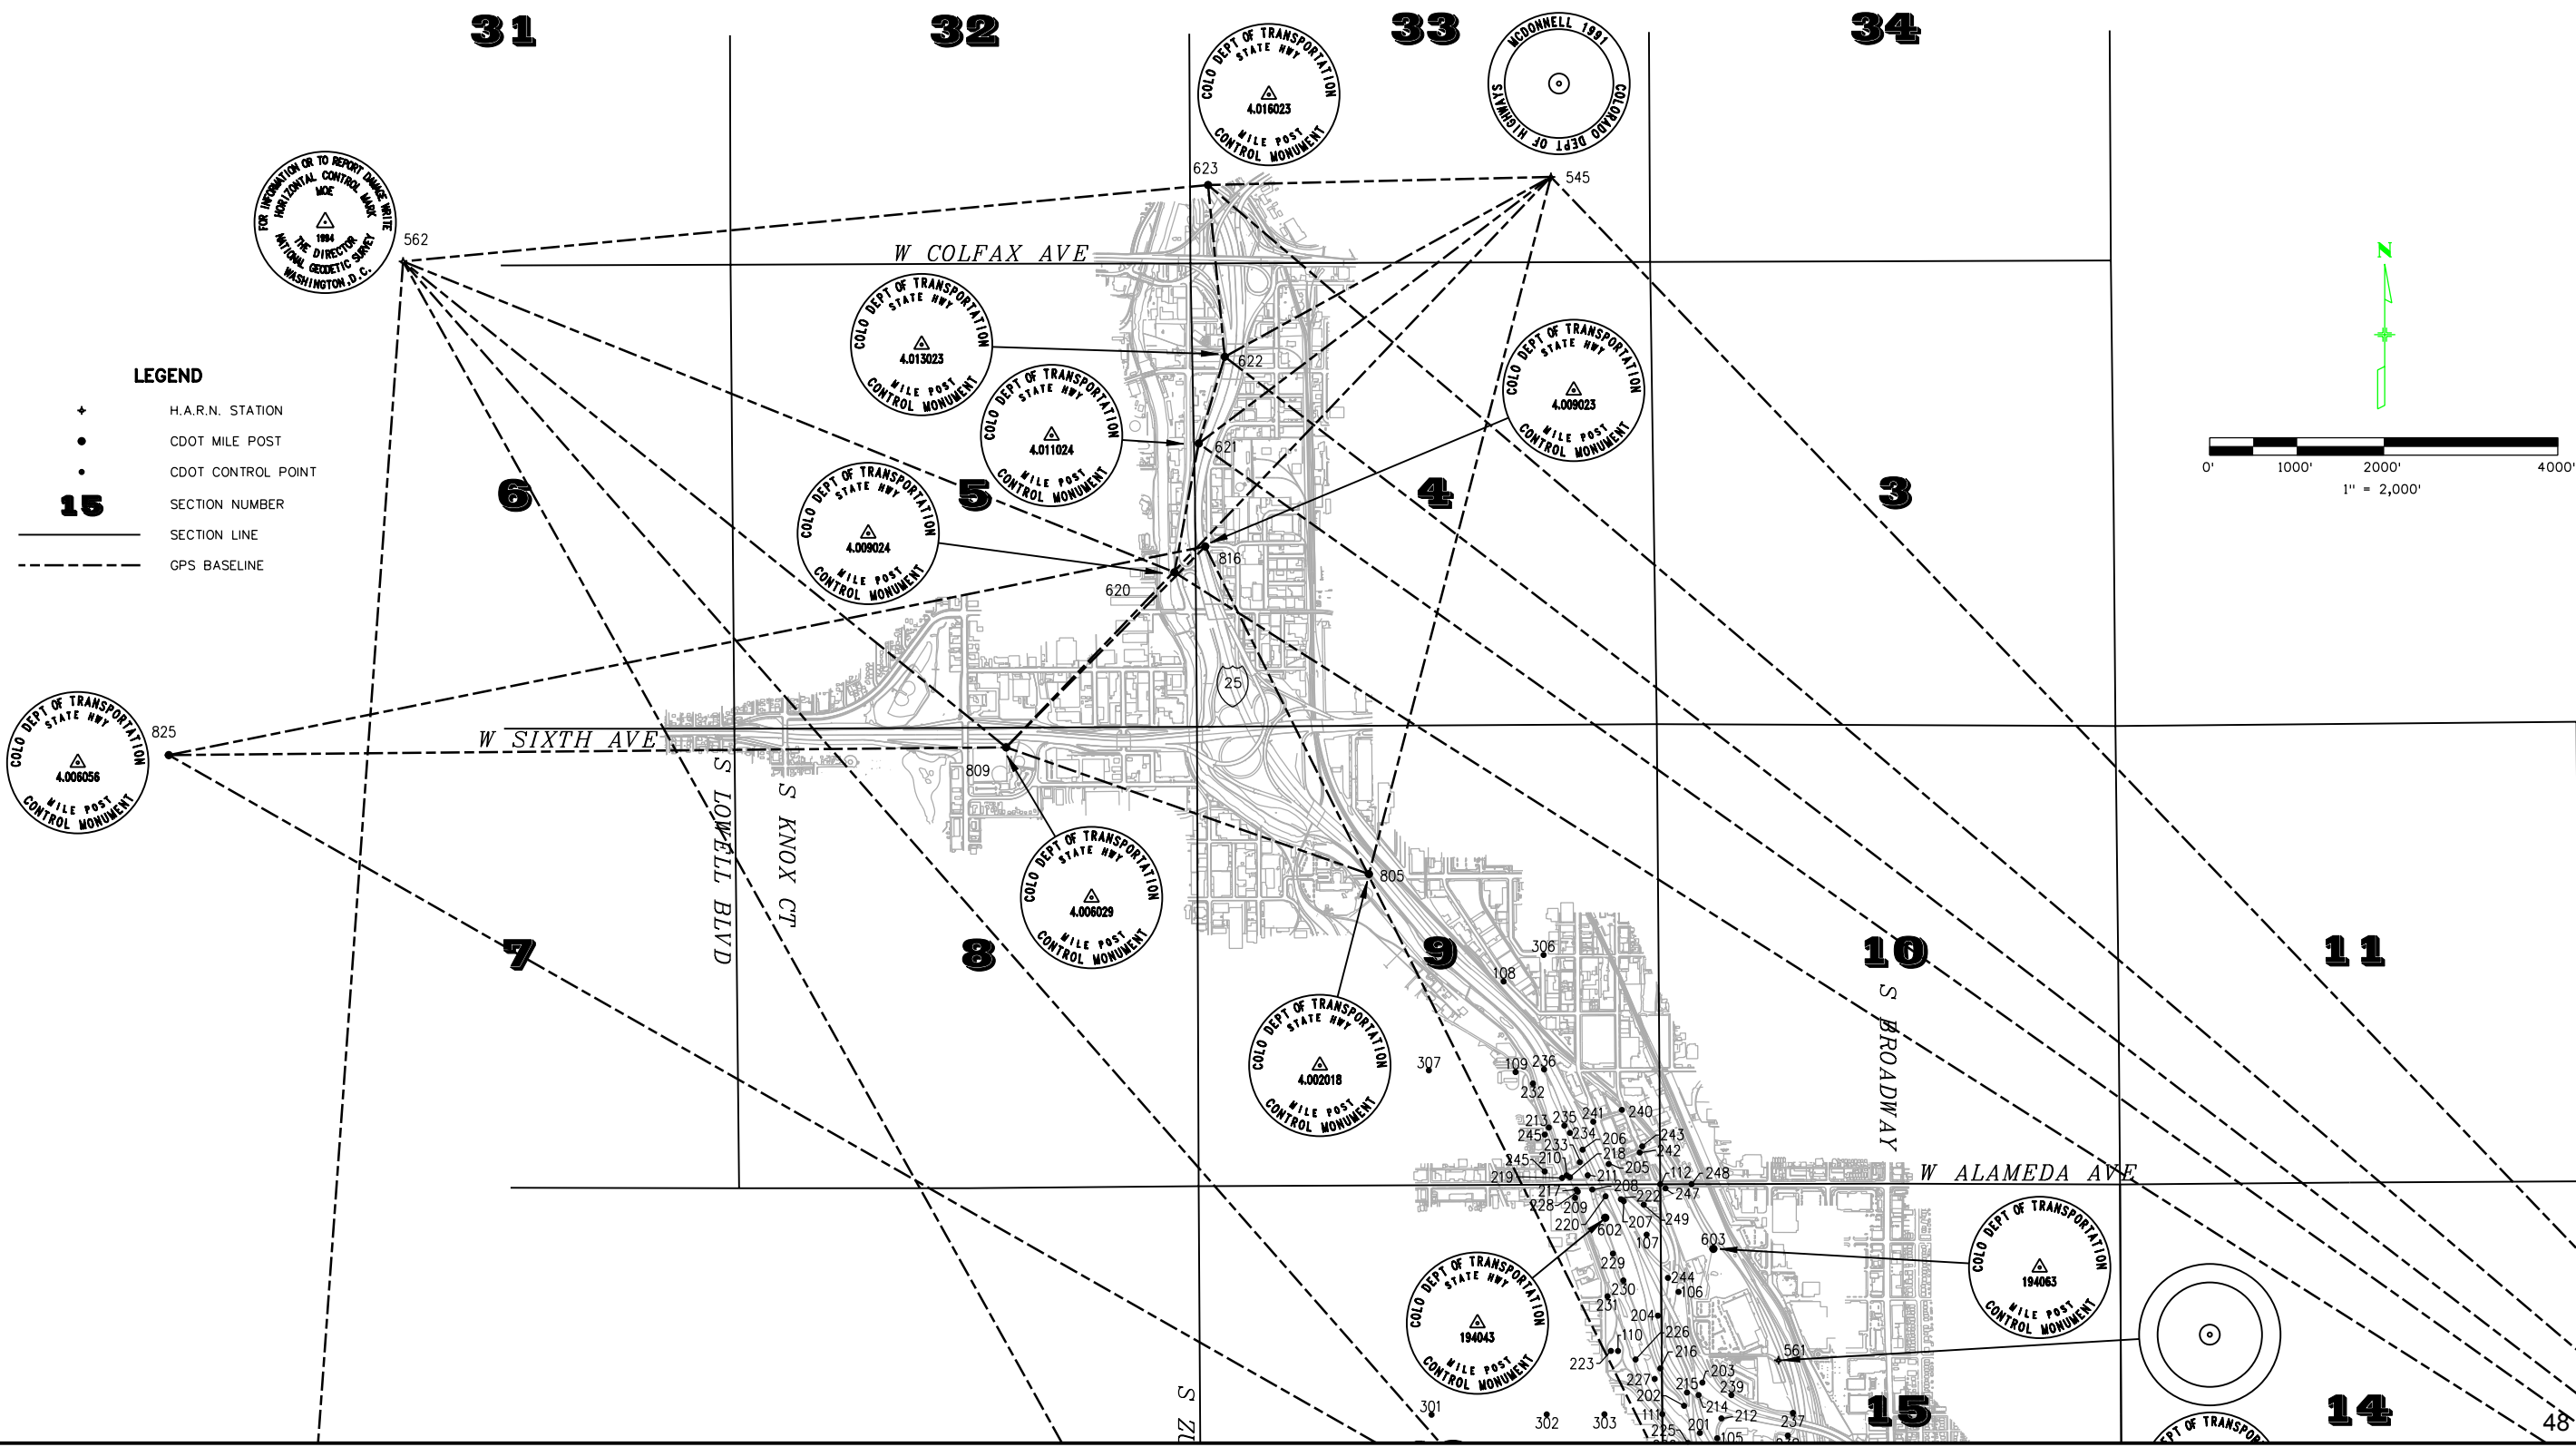 31
32
33
34
COLO DEPT OF TRANSPORTATION
STATE HWY
4.016023
MILE POST
CONTROL MONUMENT
MCDONNELL 1991
COLORADO DEPT OF HIGHWAYS
623
545
FOR INFORMATION OR TO REPORT DAMAGE WRITE
HORIZONTAL CONTROL MARK
MOE
1994
THE DIRECTOR
NATIONAL GEODETIC SURVEY
WASHINGTON, D.C.
562
W COLFAX AVE
N
COLO DEPT OF TRANSPORTATION
STATE HWY
4.013023
MILE POST
CONTROL MONUMENT
622
COLO DEPT OF TRANSPORTATION
STATE HWY
4.009023
MILE POST
CONTROL MONUMENT
LEGEND
H.A.R.N. STATION
CDOT MILE POST
CDOT CONTROL POINT
15 SECTION NUMBER
SECTION LINE
GPS BASELINE
COLO DEPT OF TRANSPORTATION
STATE HWY
4.011024
MILE POST
CONTROL MONUMENT
621
0' 1000' 2000' 4000'
1" = 2,000'
6
5
4
3
COLO DEPT OF TRANSPORTATION
STATE HWY
4.009024
MILE POST
CONTROL MONUMENT
816
620
25
COLO DEPT OF TRANSPORTATION
STATE HWY
4.006056
MILE POST
CONTROL MONUMENT
825
W SIXTH AVE
809
S LOWELL BLVD
S KNOX CT
COLO DEPT OF TRANSPORTATION
STATE HWY
4.006029
MILE POST
CONTROL MONUMENT
805
7
8
9
10
11
306
108
S BROADWAY
COLO DEPT OF TRANSPORTATION
STATE HWY
4.002018
MILE POST
CONTROL MONUMENT
307
109
236
232
213
235
241
240
245
234
243
233
206
242
245
210
218
205
112
248
219
211
W ALAMEDA AVE
217
208
247
228
209
222
220
602
207
249
107
603
COLO DEPT OF TRANSPORTATION
STATE HWY
194063
MILE POST
CONTROL MONUMENT
229
244
230
106
231
204
COLO DEPT OF TRANSPORTATION
STATE HWY
194043
MILE POST
CONTROL MONUMENT
110
226
223
216
561
227
215
203
202
239
214
301
302
303
111
212
237
225
201
105
15
14
48
S ZU
PT OF TRANSPO